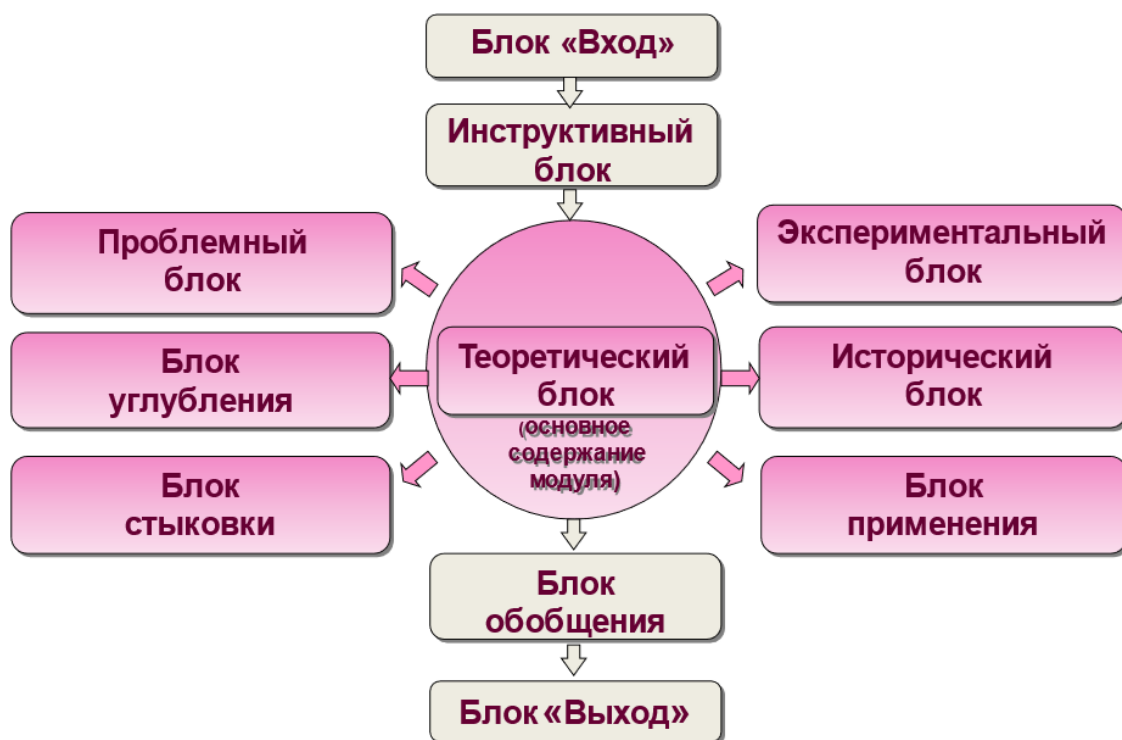 Блок «Вход»
Инструктивный
блок
Проблемный
блок
Экспериментальный
блок
Блок
углубления
Теоретический
блок
(основное
содержание
модуля)
Исторический
блок
Блок
стыковки
Блок
применения
Блок
обобщения
Блок «Выход»